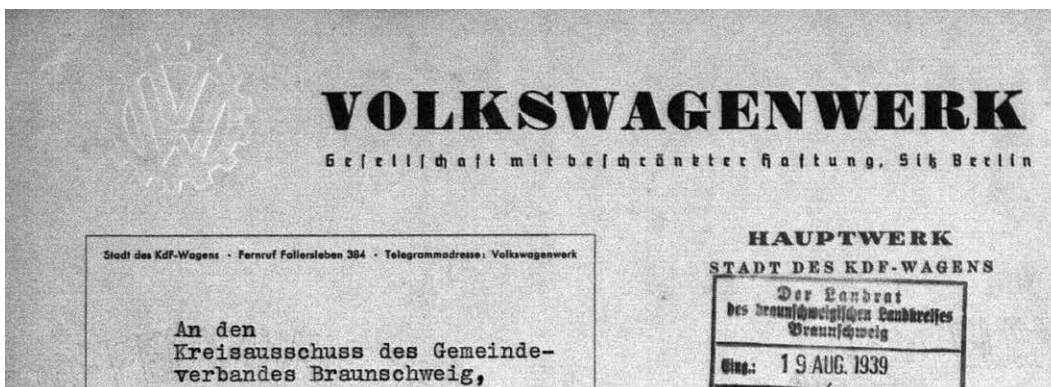 VW
VOLKSWAGENWERK
Gesellschaft mit beschränkter Haftung, Sitz Berlin
Stadt des KdF-Wagens · Fernruf Fallersleben 384 · Telegrammadresse: Volkswagenwerk
HAUPTWERK
STADT DES KDF-WAGENS
An den
Kreisausschuss des Gemeinde-
verbandes Braunschweig,
Der Landrat
des braunschweigischen Landkreises
Braunschweig
Eing.: 19 AUG. 1939